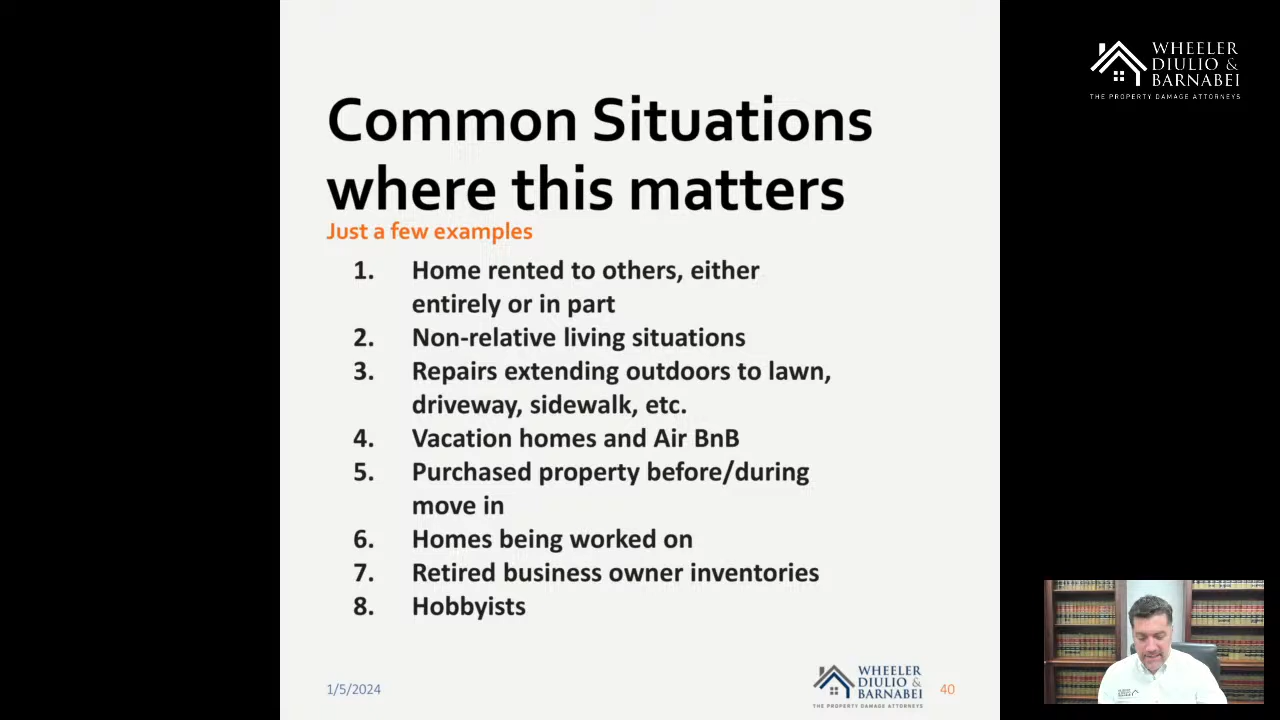 WHEELER
DIULIO &
BARNABEI
THE PROPERTY DAMAGE ATTORNEYS
Common Situations
where this matters
Just a few examples
1. Home rented to others, either
entirely or in part
2. Non-relative living situations
3. Repairs extending outdoors to lawn,
driveway, sidewalk, etc.
4. Vacation homes and Air BnB
5. Purchased property before/during
move in
6. Homes being worked on
7. Retired business owner inventories
8. Hobbyists
1/5/2024
WHEELER
DIULIO &
BARNABEI
THE PROPERTY DAMAGE ATTORNEYS
40